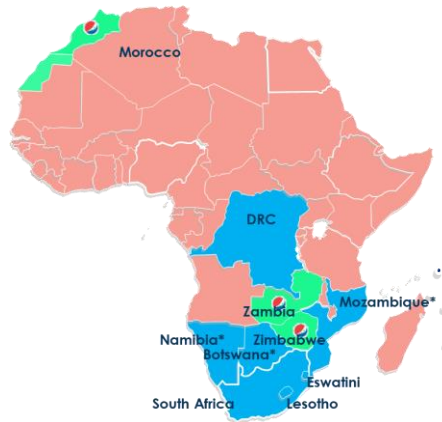 Morocco
DRC
Mozambique*
Zambia
Namibia*
Zimbabwe
Botswana*
Eswatini
South Africa
Lesotho